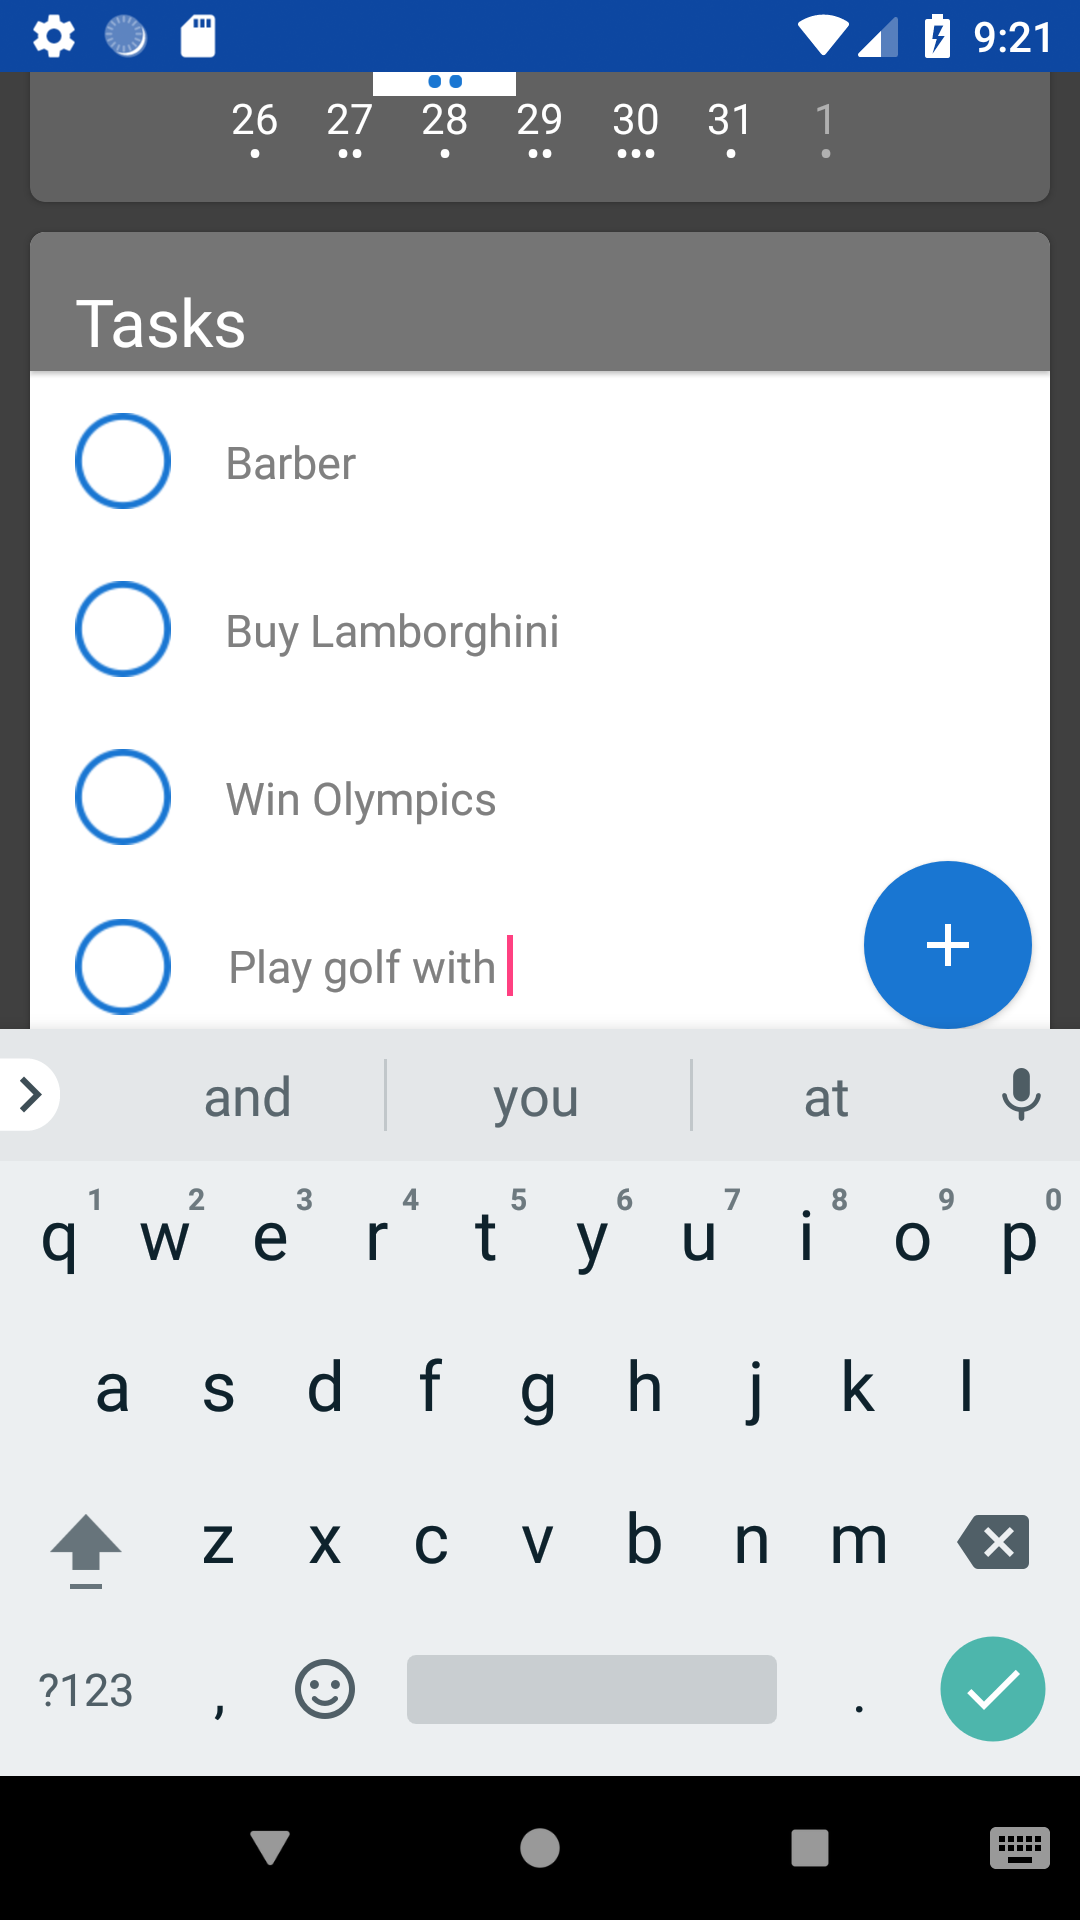 9:21
26 27 28 29 30 31 1
Tasks
Barber
Buy Lamborghini
Win Olympics
Play golf with
and you at
1 2 3 4 5 6 7 8 9 0
q w e r t y u i o p
a s d f g h j k l
z x c v b n m
?123 , .